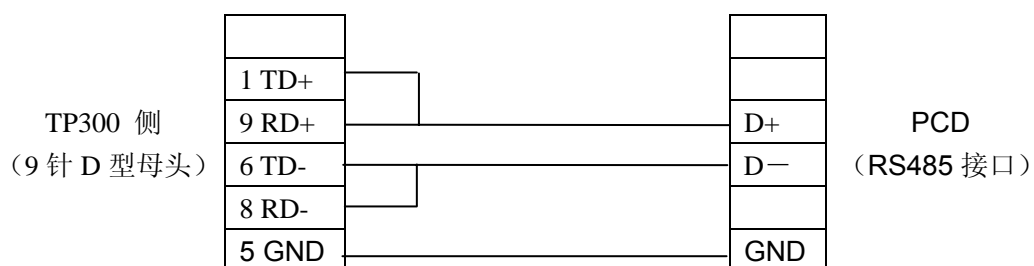 1 TD+
TP300 侧 9 RD+ D+ PCD
（9 针 D 型母头） 6 TD- D－ （RS485 接口）
8 RD-
5 GND GND